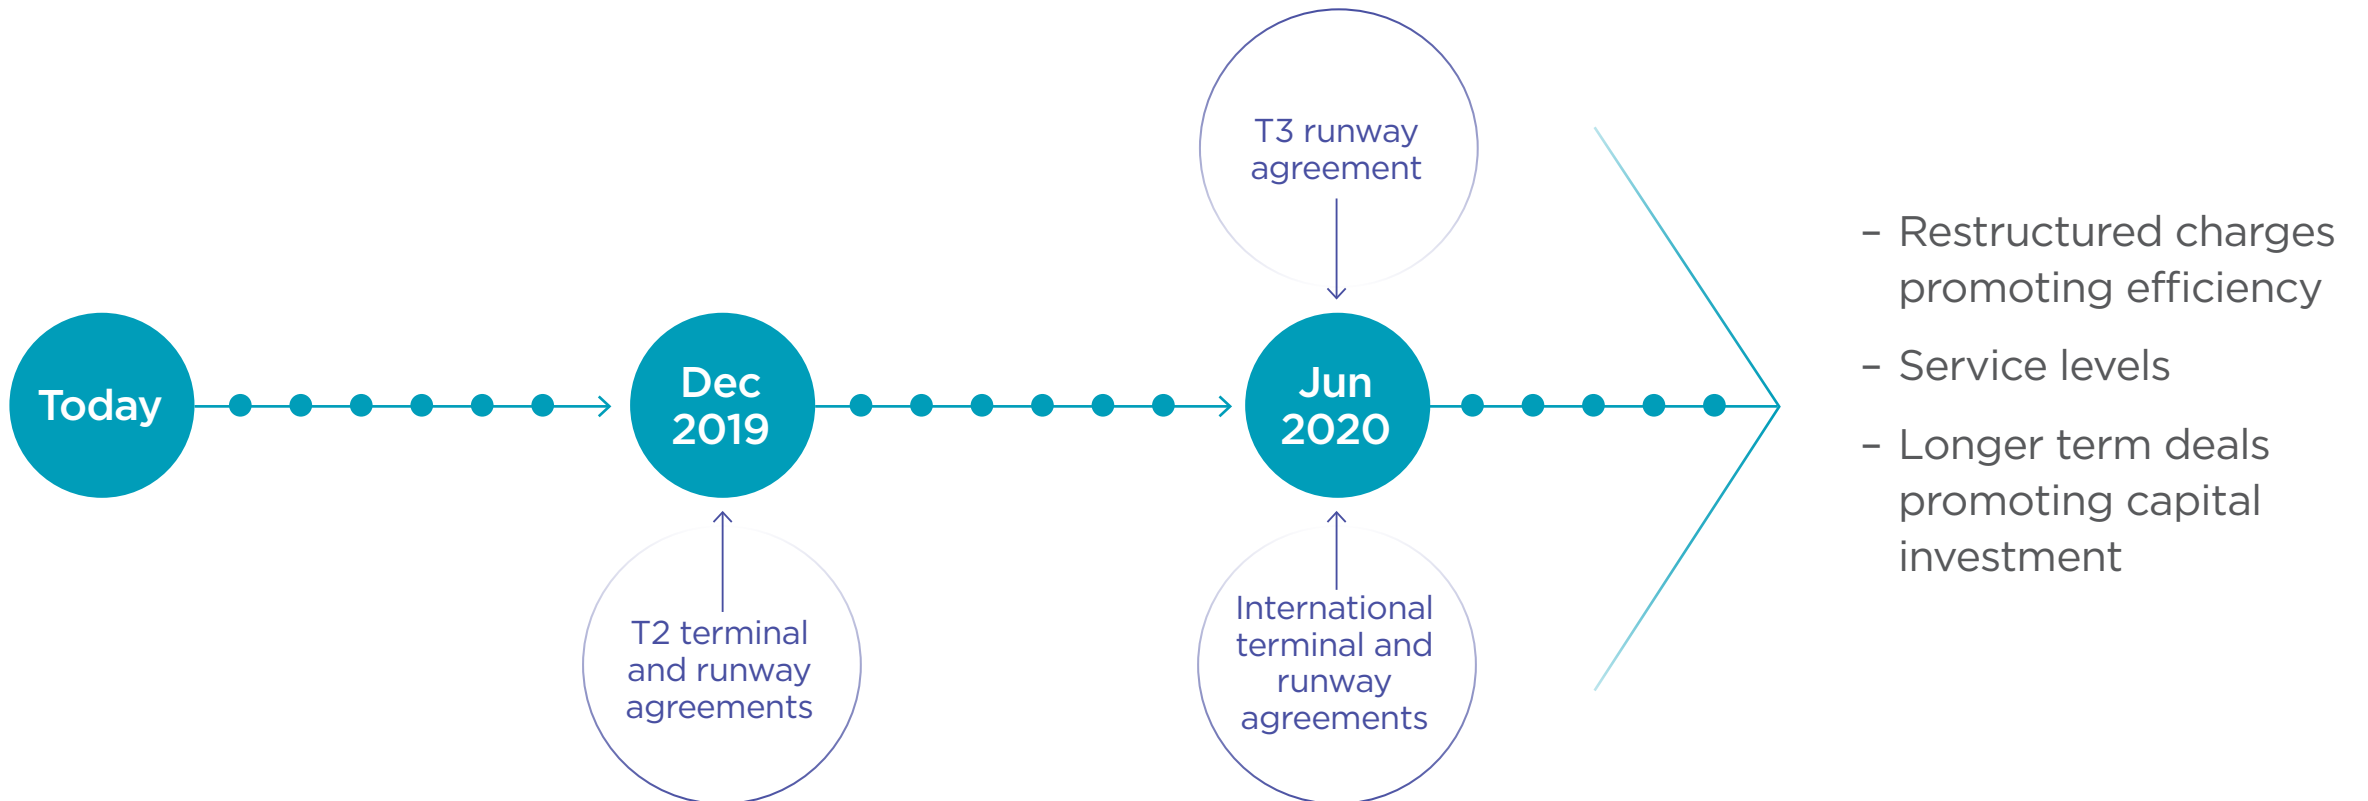 T3 runway
agreement
Today
Dec
2019
Jun
2020
T2 terminal
and runway
agreements
International
terminal and
runway
agreements
– Restructured charges
promoting efficiency
– Service levels
– Longer term deals
promoting capital
investment